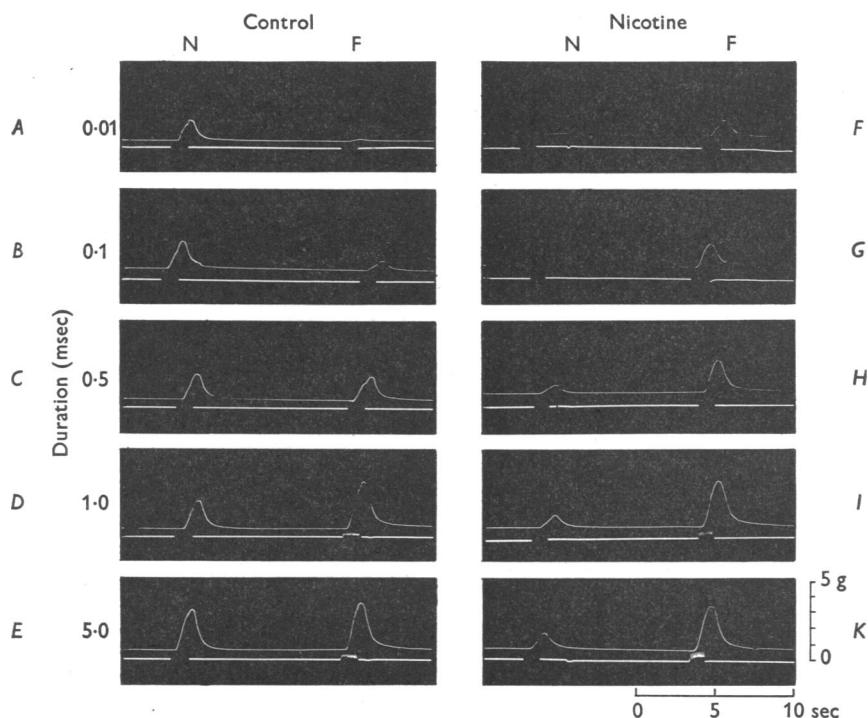 Control Nicotine
N F N F
A 0·01 F
B 0·1 G
Duration (msec)
C 0·5 H
D 1·0 I
5 g
E 5·0 K
0
0 5 10 sec